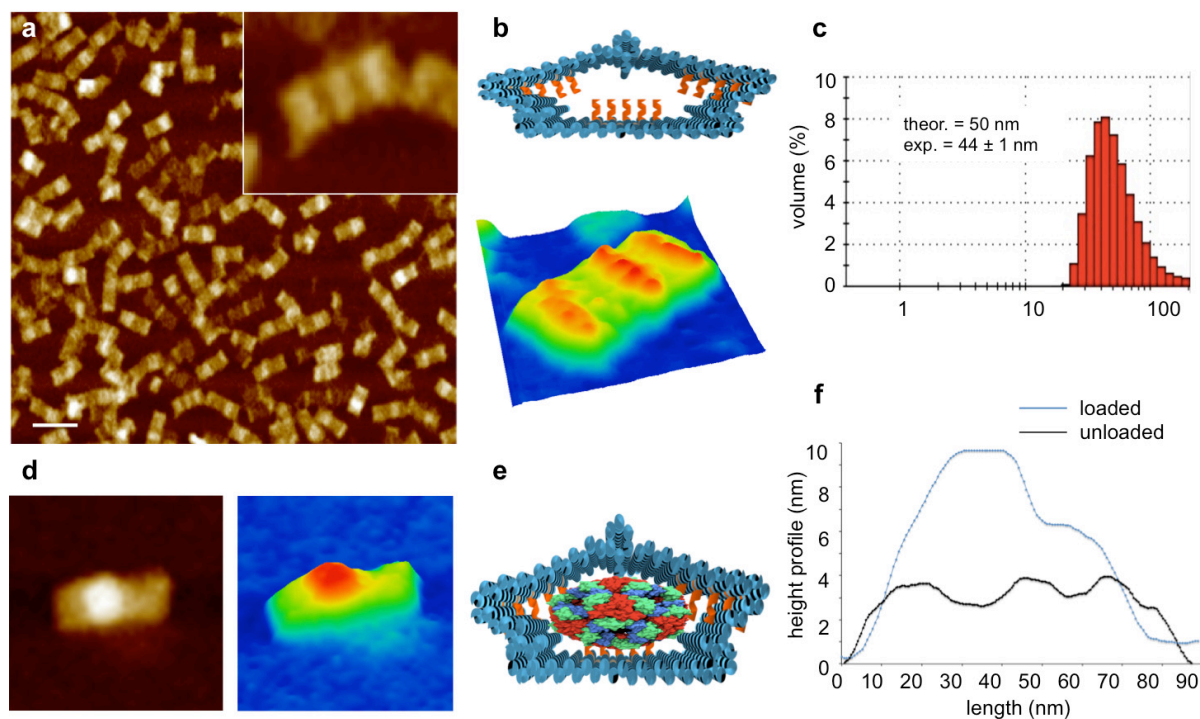 a
b
c
10
8
6
4
2
0
volume (%)
theor. = 50 nm
exp. = 44 ± 1 nm
1
10
100
d
e
f
loaded
unloaded
10
8
6
4
2
0
height profile (nm)
0 10 20 30 40 50 60 70 80 90
length (nm)